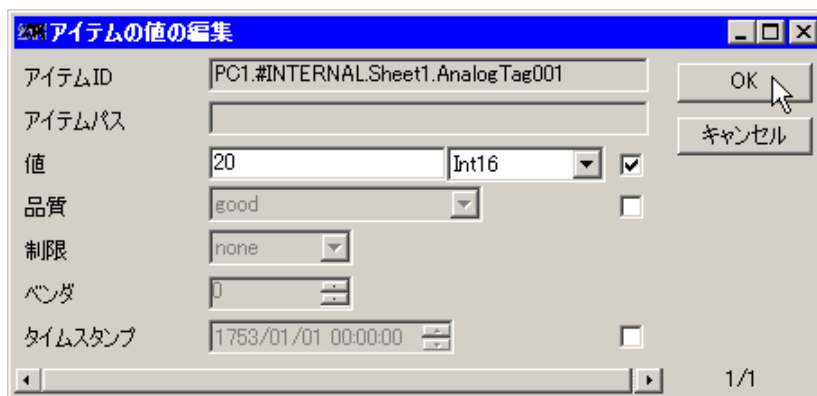 アイテムの値の編集
アイテムID PC1.#INTERNAL.Sheet1.AnalogTag001 OK
アイテムパス キャンセル
値 20 Int16
品質 good
制限 none
ベンダ 0
タイムスタンプ 1753/01/01 00:00:00
1/1